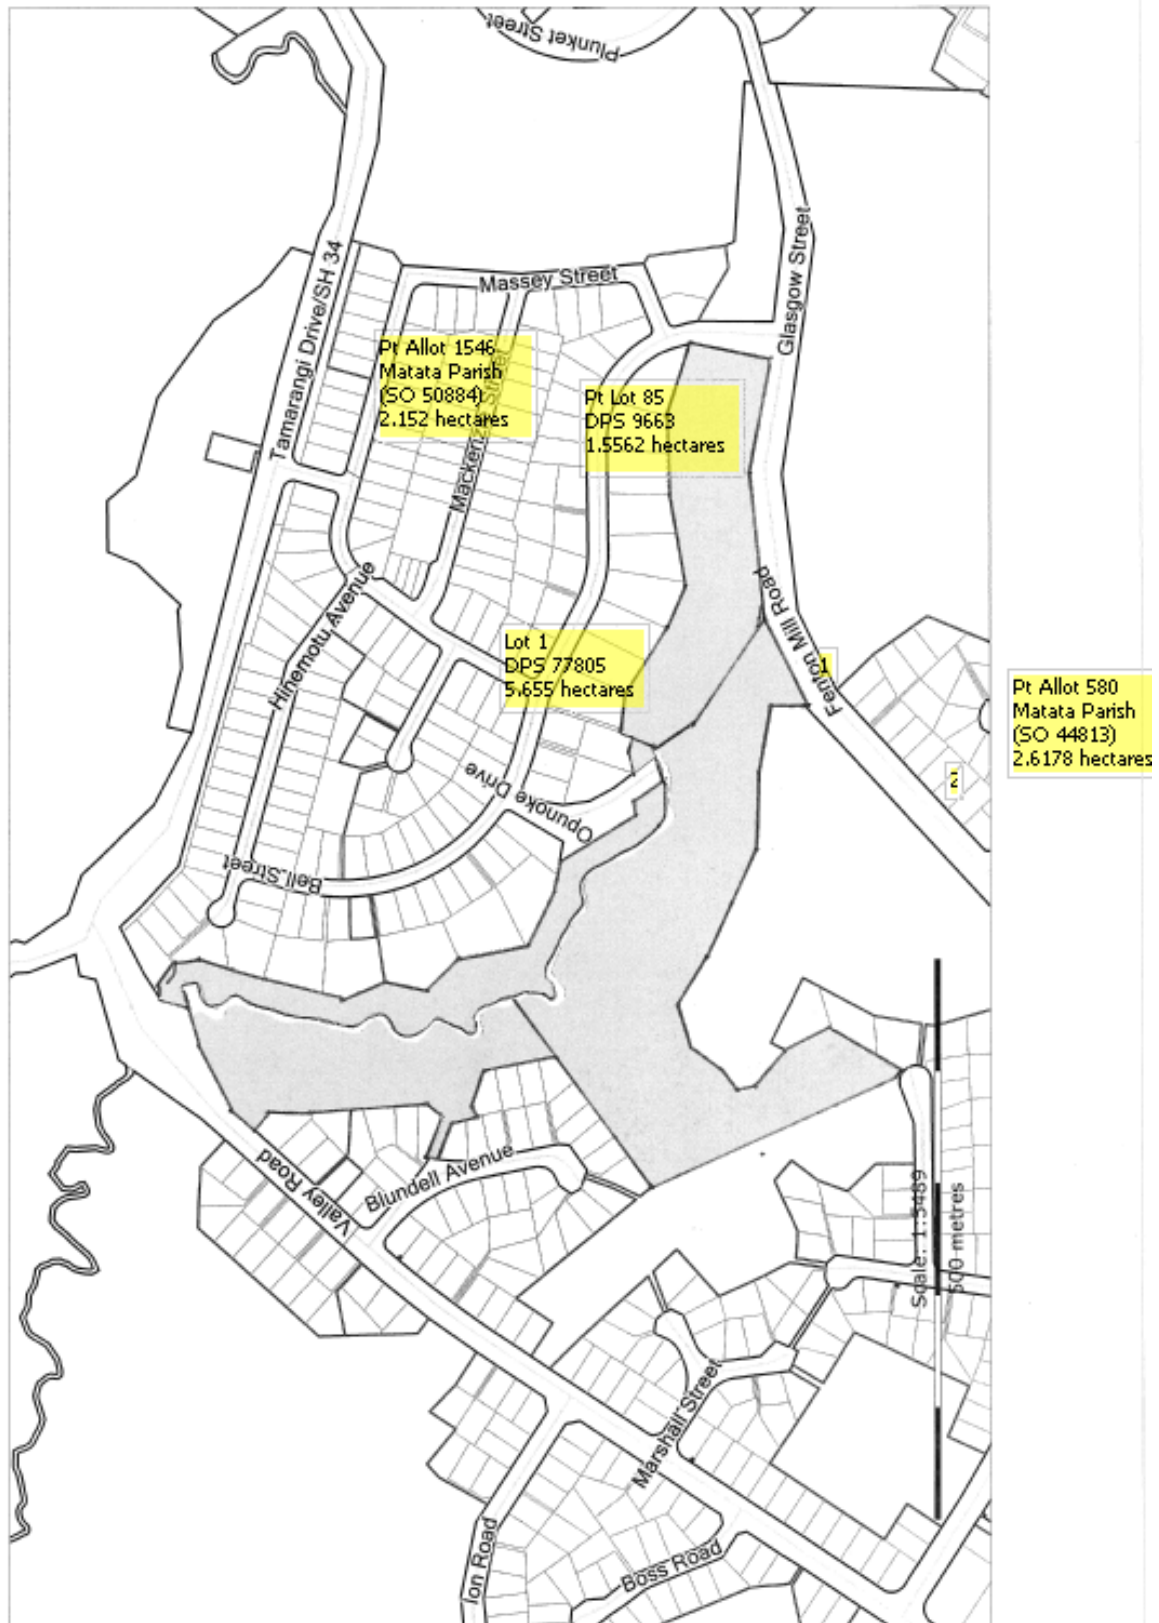 Plunket Street
Tamarangi Drive/SH 34
Massey Street
Glasgow Street
Pt Allot 1546
Matata Parish
(SO 50884)
2.152 hectares
Pt Lot 85
DPS 9663
1.5562 hectares
Hinemotu Avenue
Fenton Mill Road
Lot 1
DPS 77805
5.655 hectares
1
Pt Allot 580
Matata Parish
(SO 44813)
2.6178 hectares
2
Opunoke Drive
Bell Street
Valley Road
Blundell Avenue
Scale: 1:5489
500 metres
Marshall Street
Ion Road
Boss Road